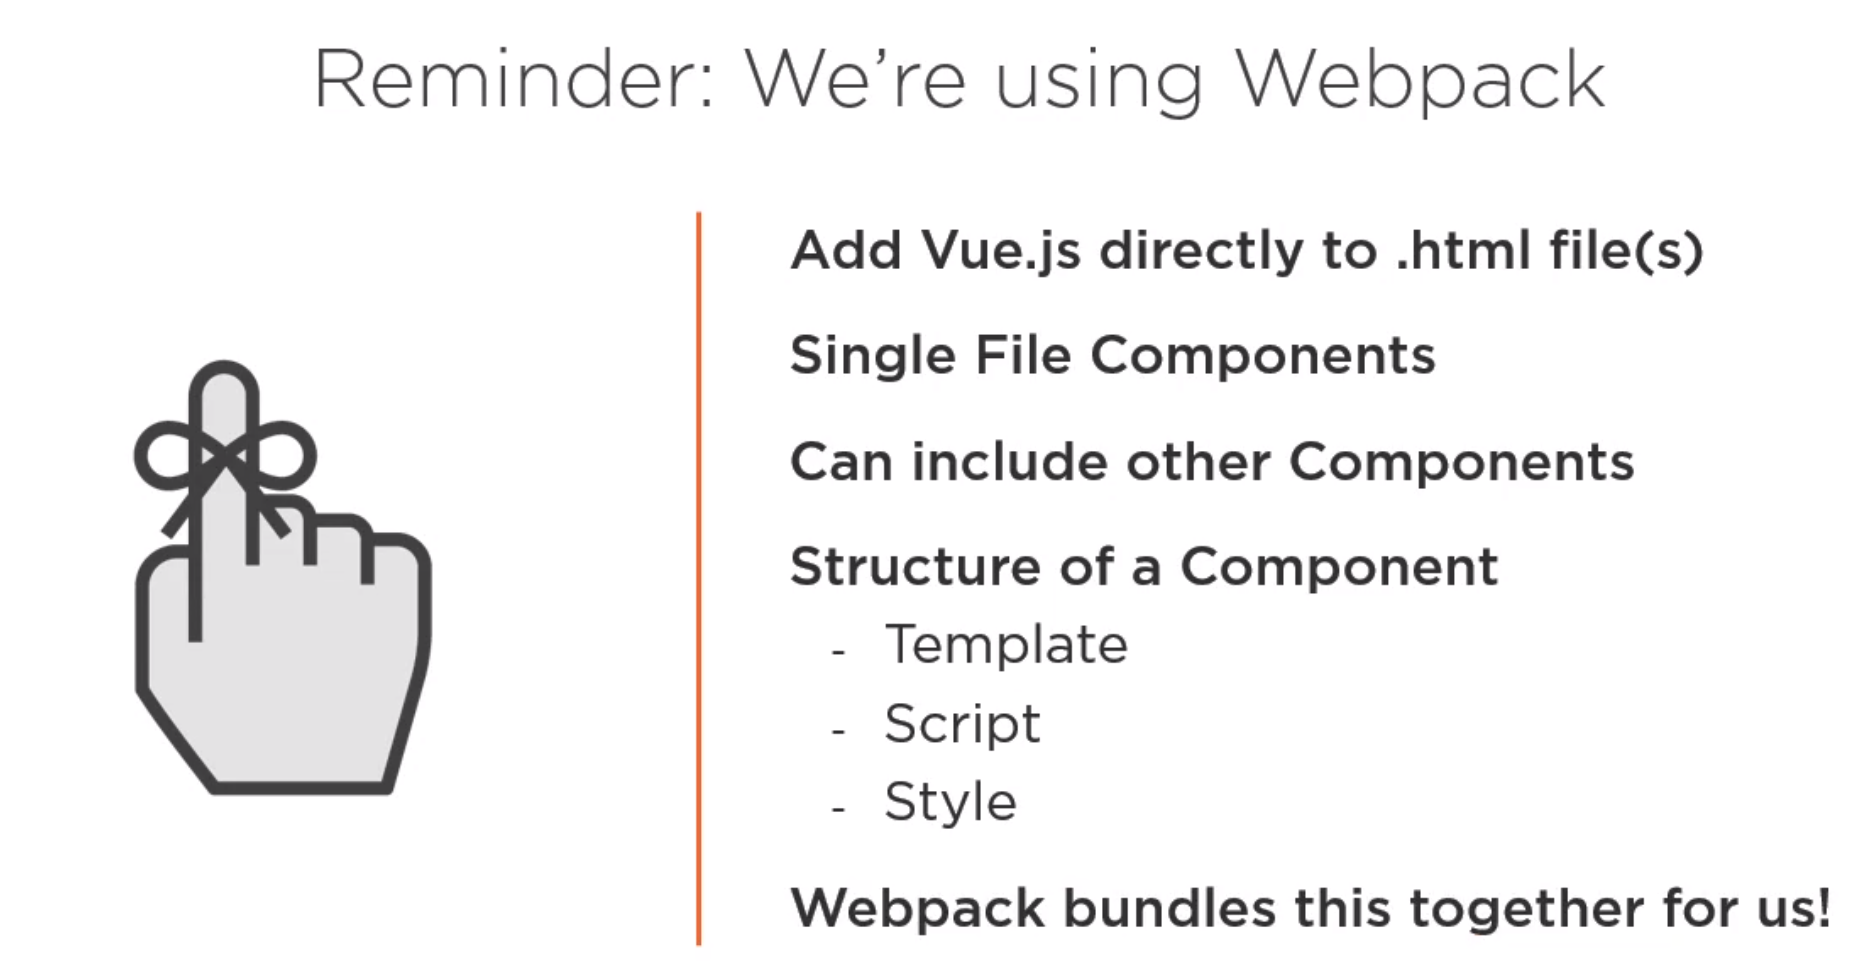 Reminder: We’re using Webpack
Add Vue.js directly to .html file(s)
Single File Components
Can include other Components
Structure of a Component
- Template
- Script
- Style
Webpack bundles this together for us!